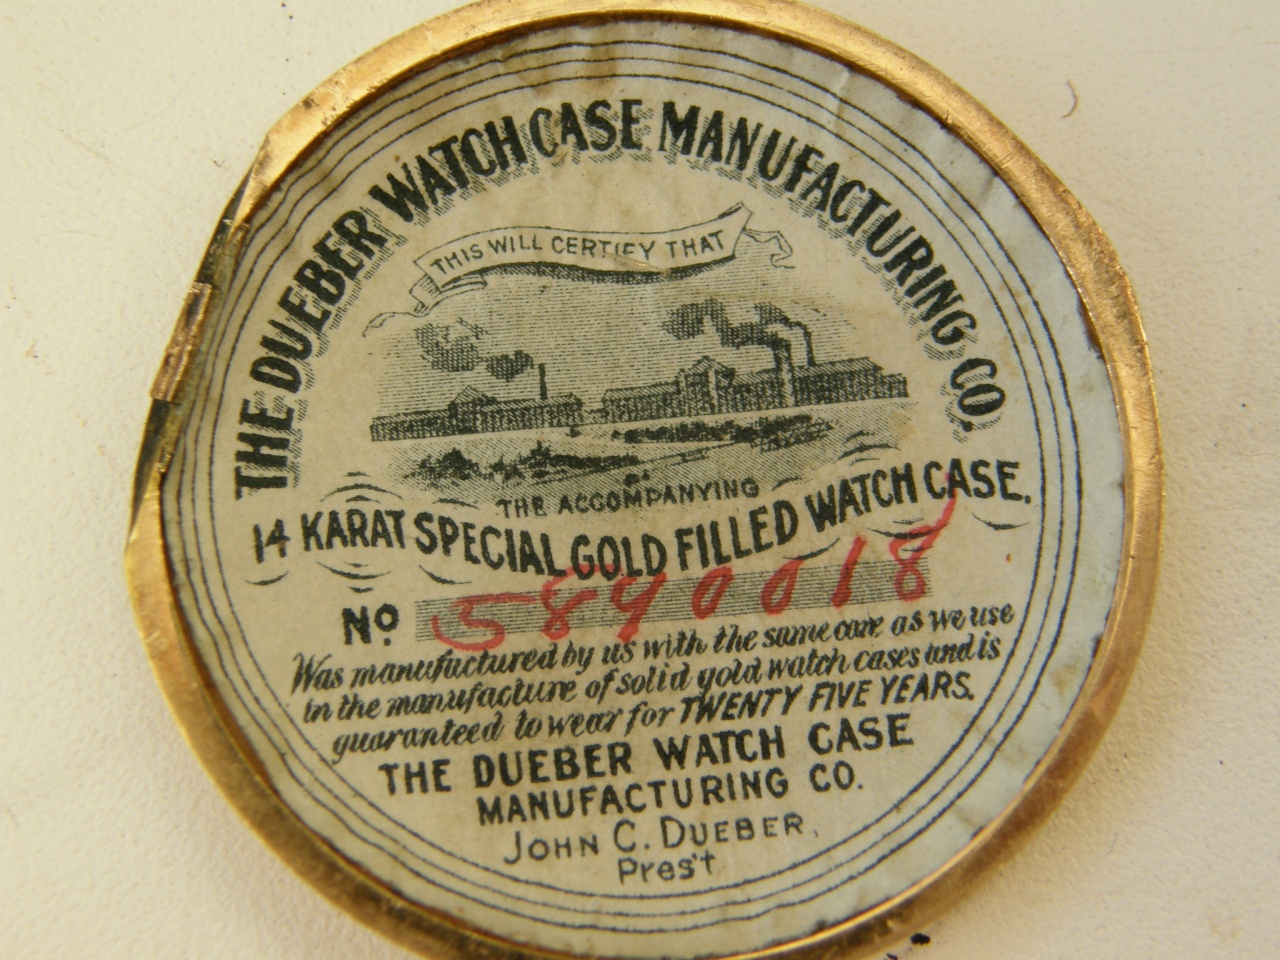 THE DUEBER WATCH CASE MANUFACTURING CO.
THIS WILL CERTIFY THAT
THE ACCOMPANYING
14 KARAT SPECIAL GOLD FILLED WATCH CASE.
No. 5890018
Was manufactured by us with the same care as we use
in the manufacture of solid gold watch cases and is
guaranteed to wear for TWENTY FIVE YEARS.
THE DUEBER WATCH CASE
MANUFACTURING CO.
JOHN C. DUEBER,
Pres't